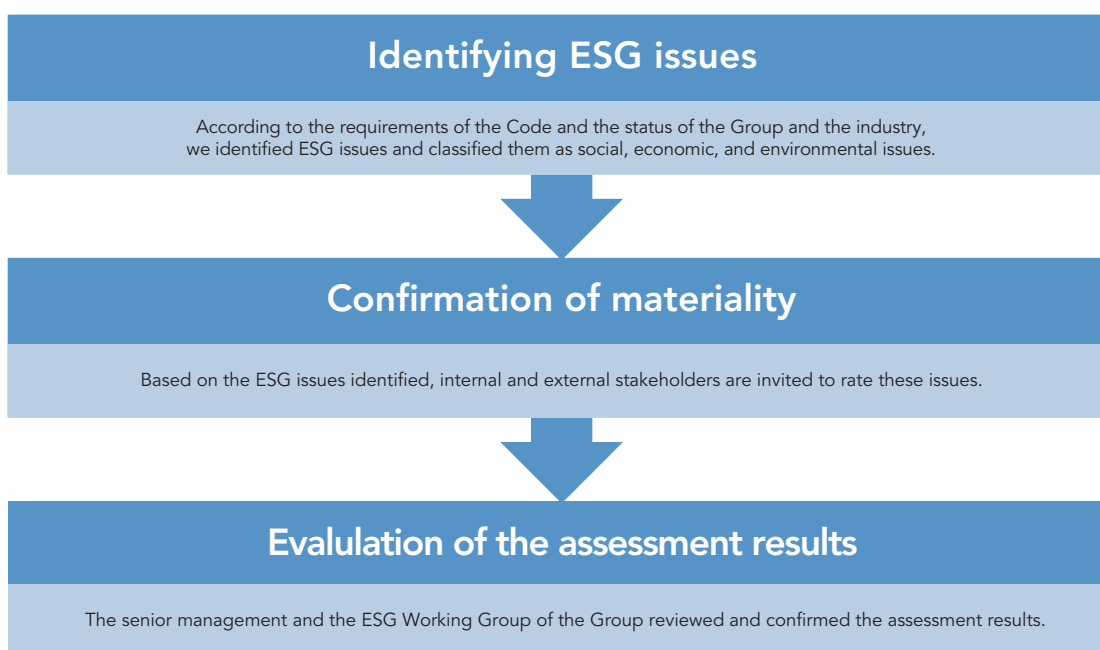 Identifying ESG issues
According to the requirements of the Code and the status of the Group and the industry,
we identified ESG issues and classified them as social, economic, and environmental issues.
Confirmation of materiality
Based on the ESG issues identified, internal and external stakeholders are invited to rate these issues.
Evalulation of the assessment results
The senior management and the ESG Working Group of the Group reviewed and confirmed the assessment results.